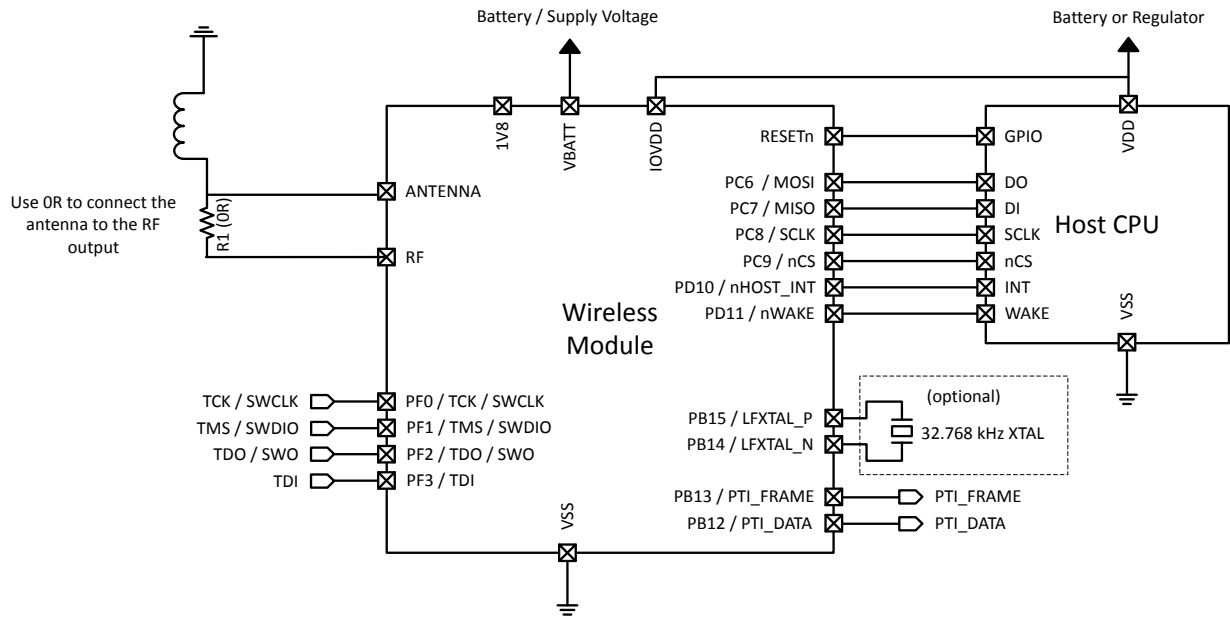 Battery / Supply Voltage
Battery or Regulator
1V8
VBATT
IOVDD
VDD
RESETn
GPIO
ANTENNA
PC6 / MOSI
DO
Use 0R to connect the
antenna to the RF
output
R1 (0R)
PC7 / MISO
DI
Host CPU
PC8 / SCLK
SCLK
RF
PC9 / nCS
nCS
PD10 / nHOST_INT
INT
PD11 / nWAKE
WAKE
VSS
Wireless
Module
TCK / SWCLK
PF0 / TCK / SWCLK
(optional)
PB15 / LFXTAL_P
TMS / SWDIO
PF1 / TMS / SWDIO
32.768 kHz XTAL
PB14 / LFXTAL_N
TDO / SWO
PF2 / TDO / SWO
TDI
PF3 / TDI
PB13 / PTI_FRAME
PTI_FRAME
VSS
PB12 / PTI_DATA
PTI_DATA